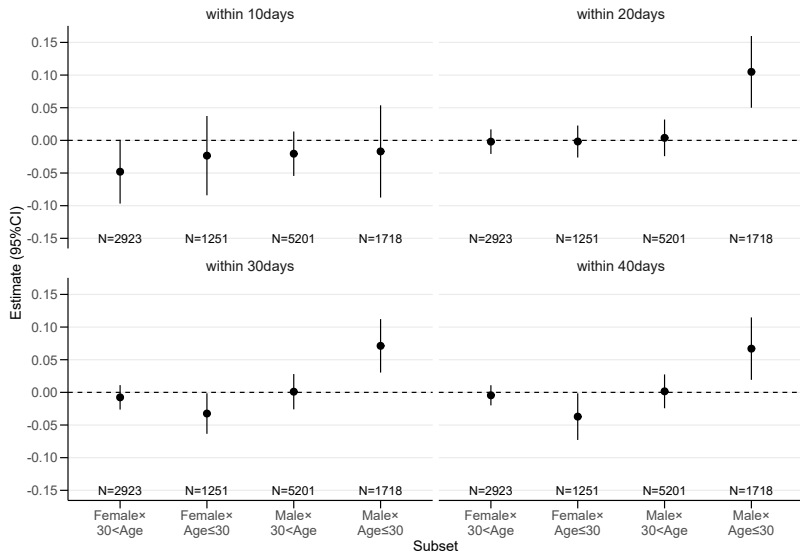 within 10days
within 20days
Estimate (95%CI)
0.15
0.10
0.05
0.00
-0.05
-0.10
-0.15
N=2923 N=1251 N=5201 N=1718
N=2923 N=1251 N=5201 N=1718
within 30days
within 40days
0.15
0.10
0.05
0.00
-0.05
-0.10
-0.15
N=2923 N=1251 N=5201 N=1718
N=2923 N=1251 N=5201 N=1718
Female× Female× Male× Male×
30<Age Age≤30 30<Age Age≤30
Female× Female× Male× Male×
30<Age Age≤30 30<Age Age≤30
Subset